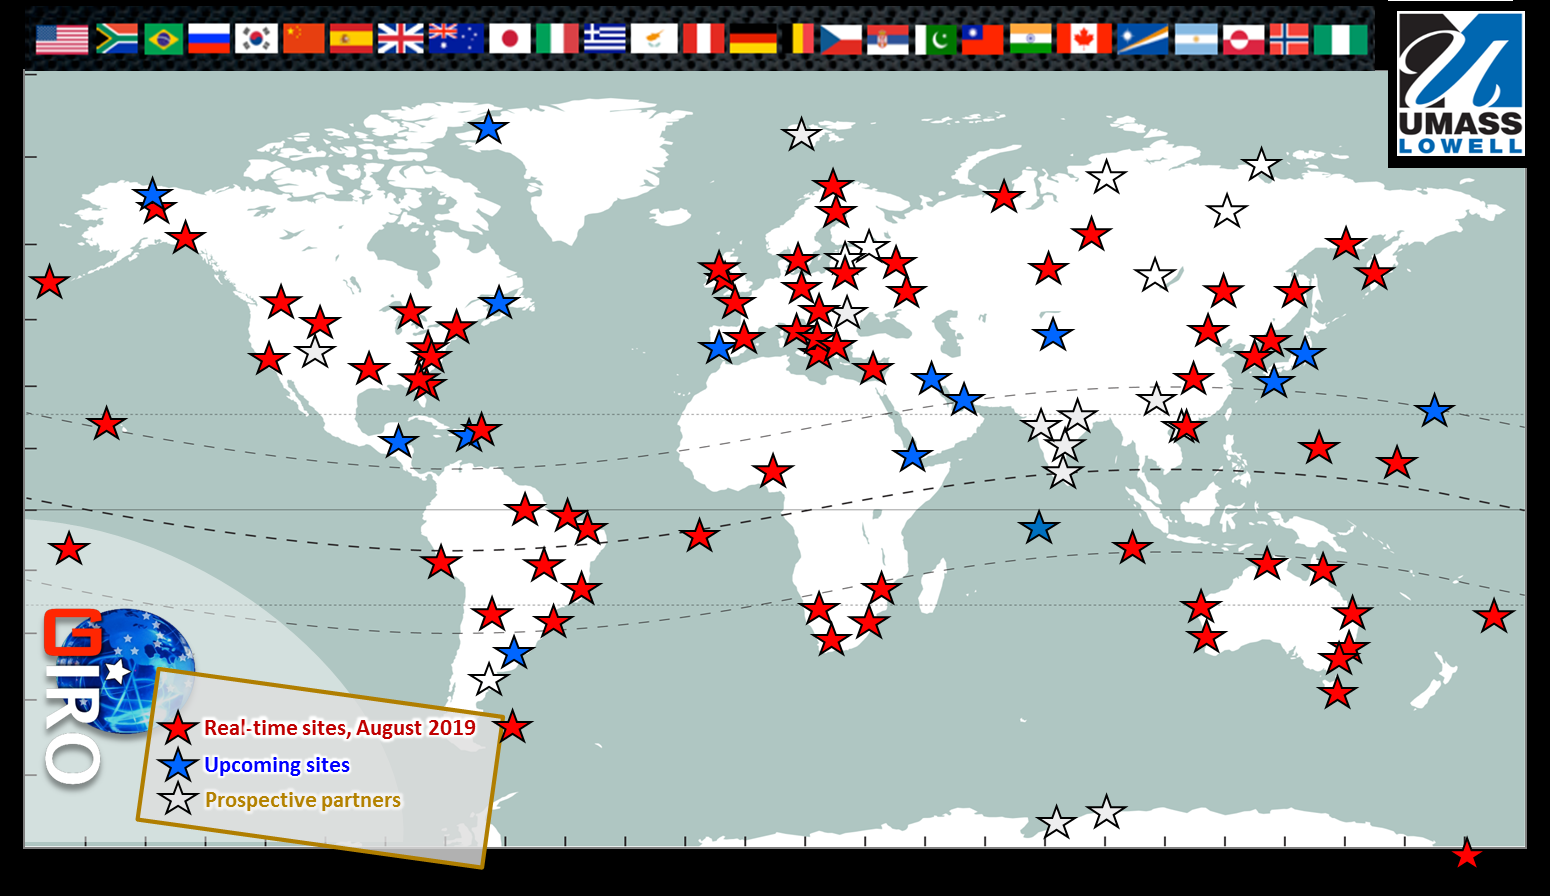 UMASS
LOWELL
GIRO
Real-time sites, August 2019
Upcoming sites
Prospective partners